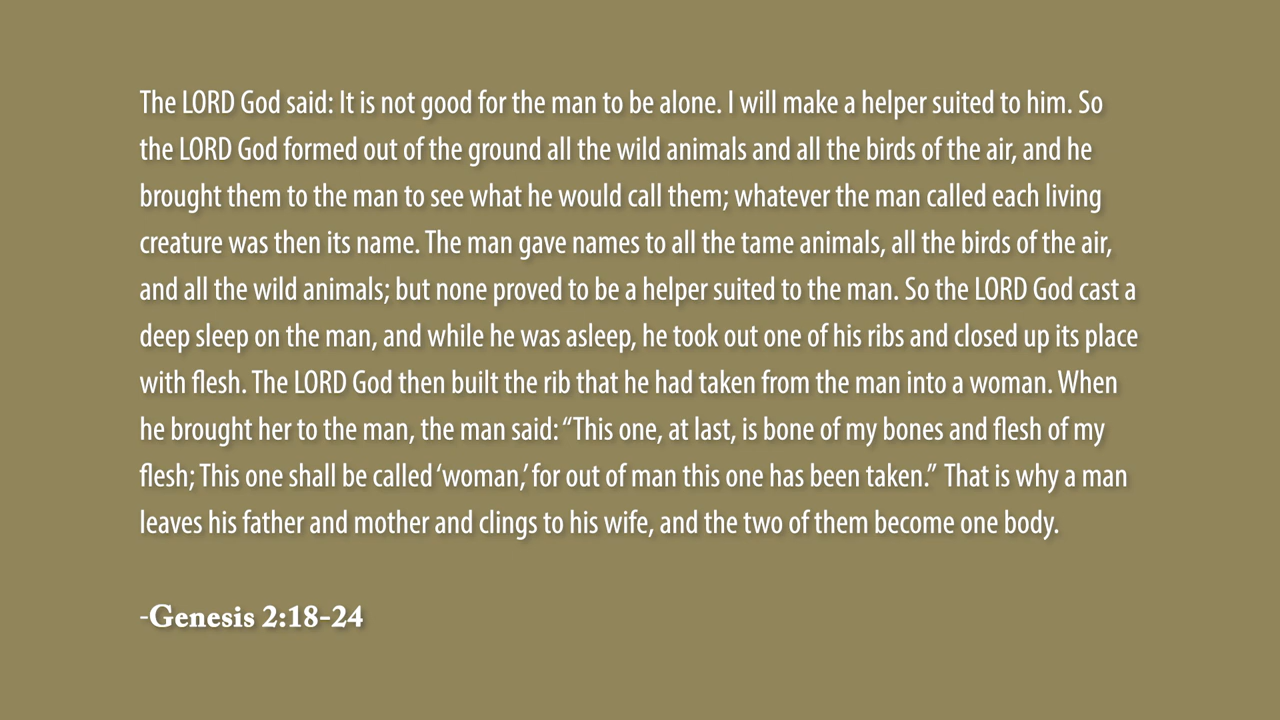 The LORD God said: It is not good for the man to be alone. I will make a helper suited to him. So
the LORD God formed out of the ground all the wild animals and all the birds of the air, and he
brought them to the man to see what he would call them; whatever the man called each living
creature was then its name. The man gave names to all the tame animals, all the birds of the air,
and all the wild animals; but none proved to be a helper suited to the man. So the LORD God cast a
deep sleep on the man, and while he was asleep, he took out one of his ribs and closed up its place
with flesh. The LORD God then built the rib that he had taken from the man into a woman. When
he brought her to the man, the man said: “This one, at last, is bone of my bones and flesh of my
flesh; This one shall be called ‘woman,’ for out of man this one has been taken.” That is why a man
leaves his father and mother and clings to his wife, and the two of them become one body.
-Genesis 2:18-24